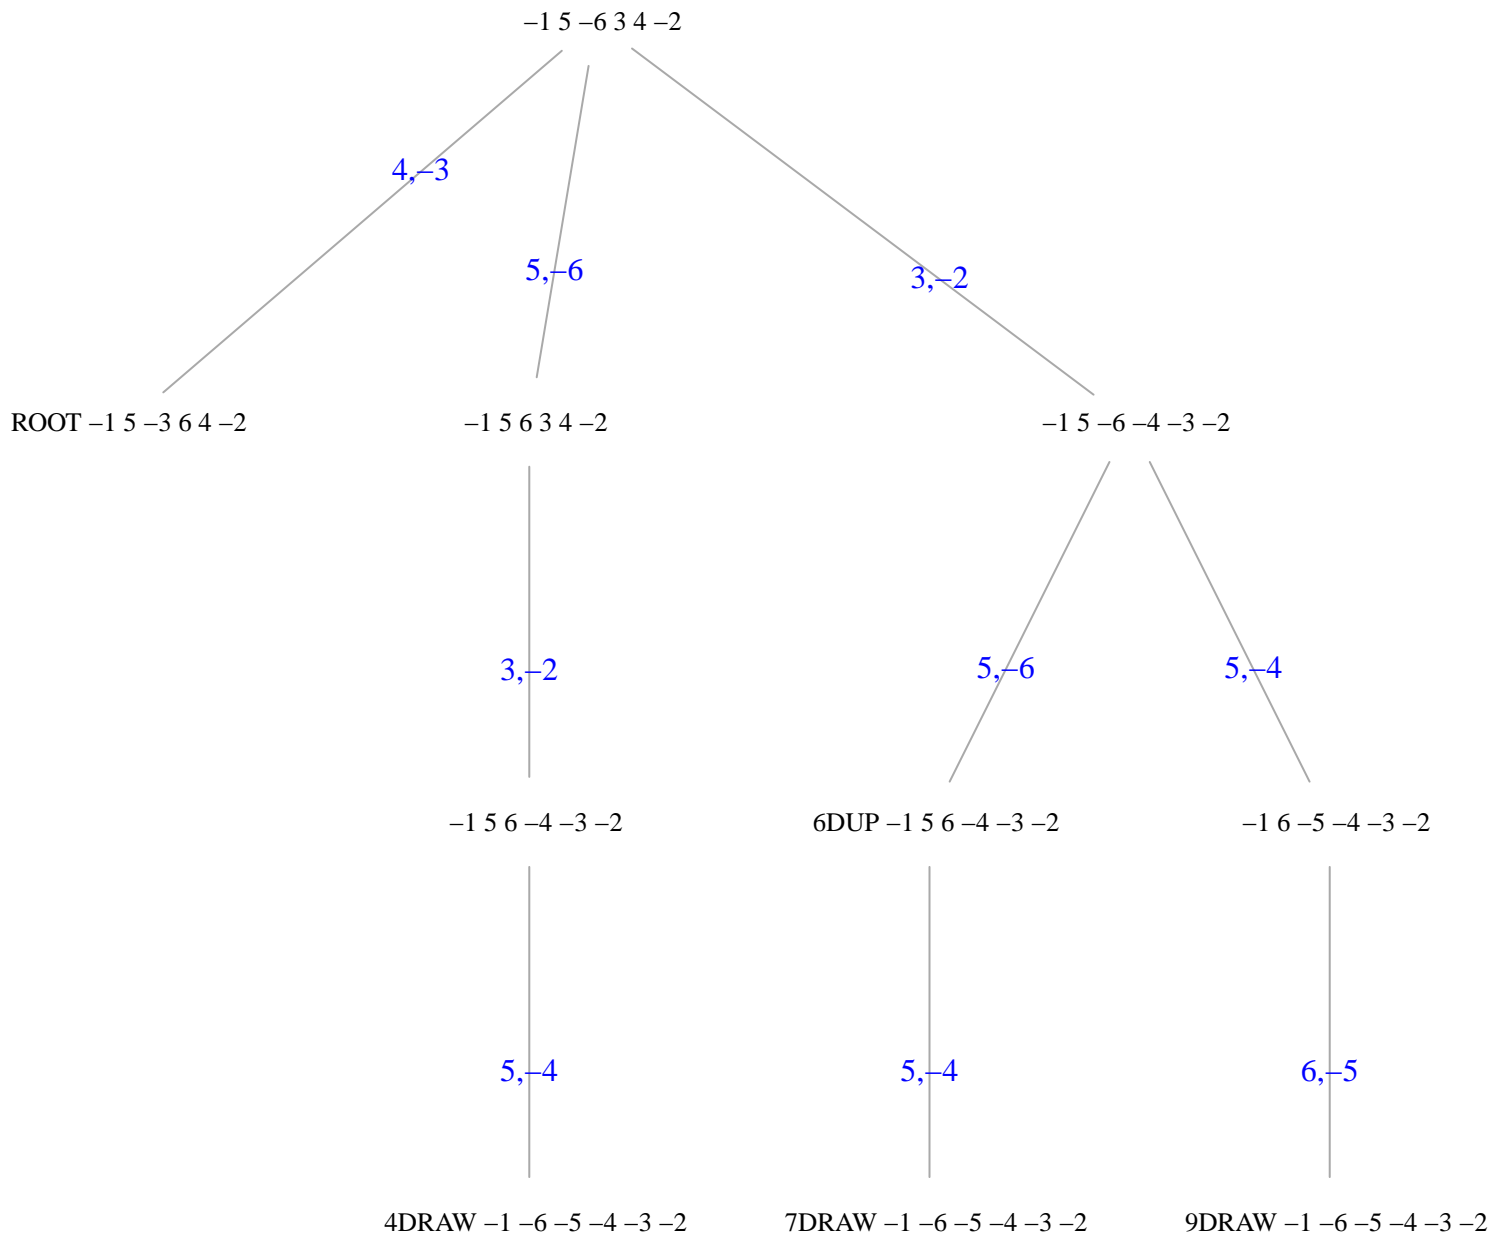 –1 5 –6 3 4 –2
4,–3
5,–6
3,–2
ROOT –1 5 –3 6 4 –2
–1 5 6 3 4 –2
–1 5 –6 –4 –3 –2
3,–2
5,–6
5,–4
–1 5 6 –4 –3 –2
6DUP –1 5 6 –4 –3 –2
–1 6 –5 –4 –3 –2
5,–4
5,–4
6,–5
4DRAW –1 –6 –5 –4 –3 –2
7DRAW –1 –6 –5 –4 –3 –2
9DRAW –1 –6 –5 –4 –3 –2